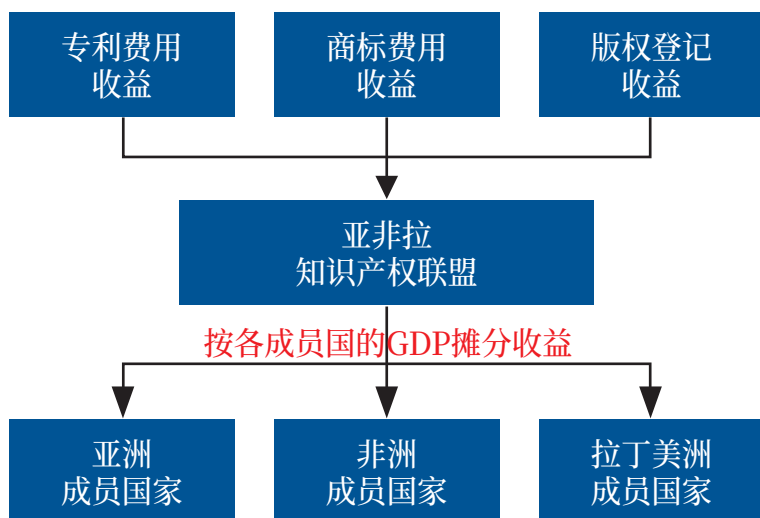 专利费用
收益
商标费用
收益
版权登记
收益
亚非拉
知识产权联盟
按各成员国的GDP摊分收益
亚洲
成员国家
非洲
成员国家
拉丁美洲
成员国家